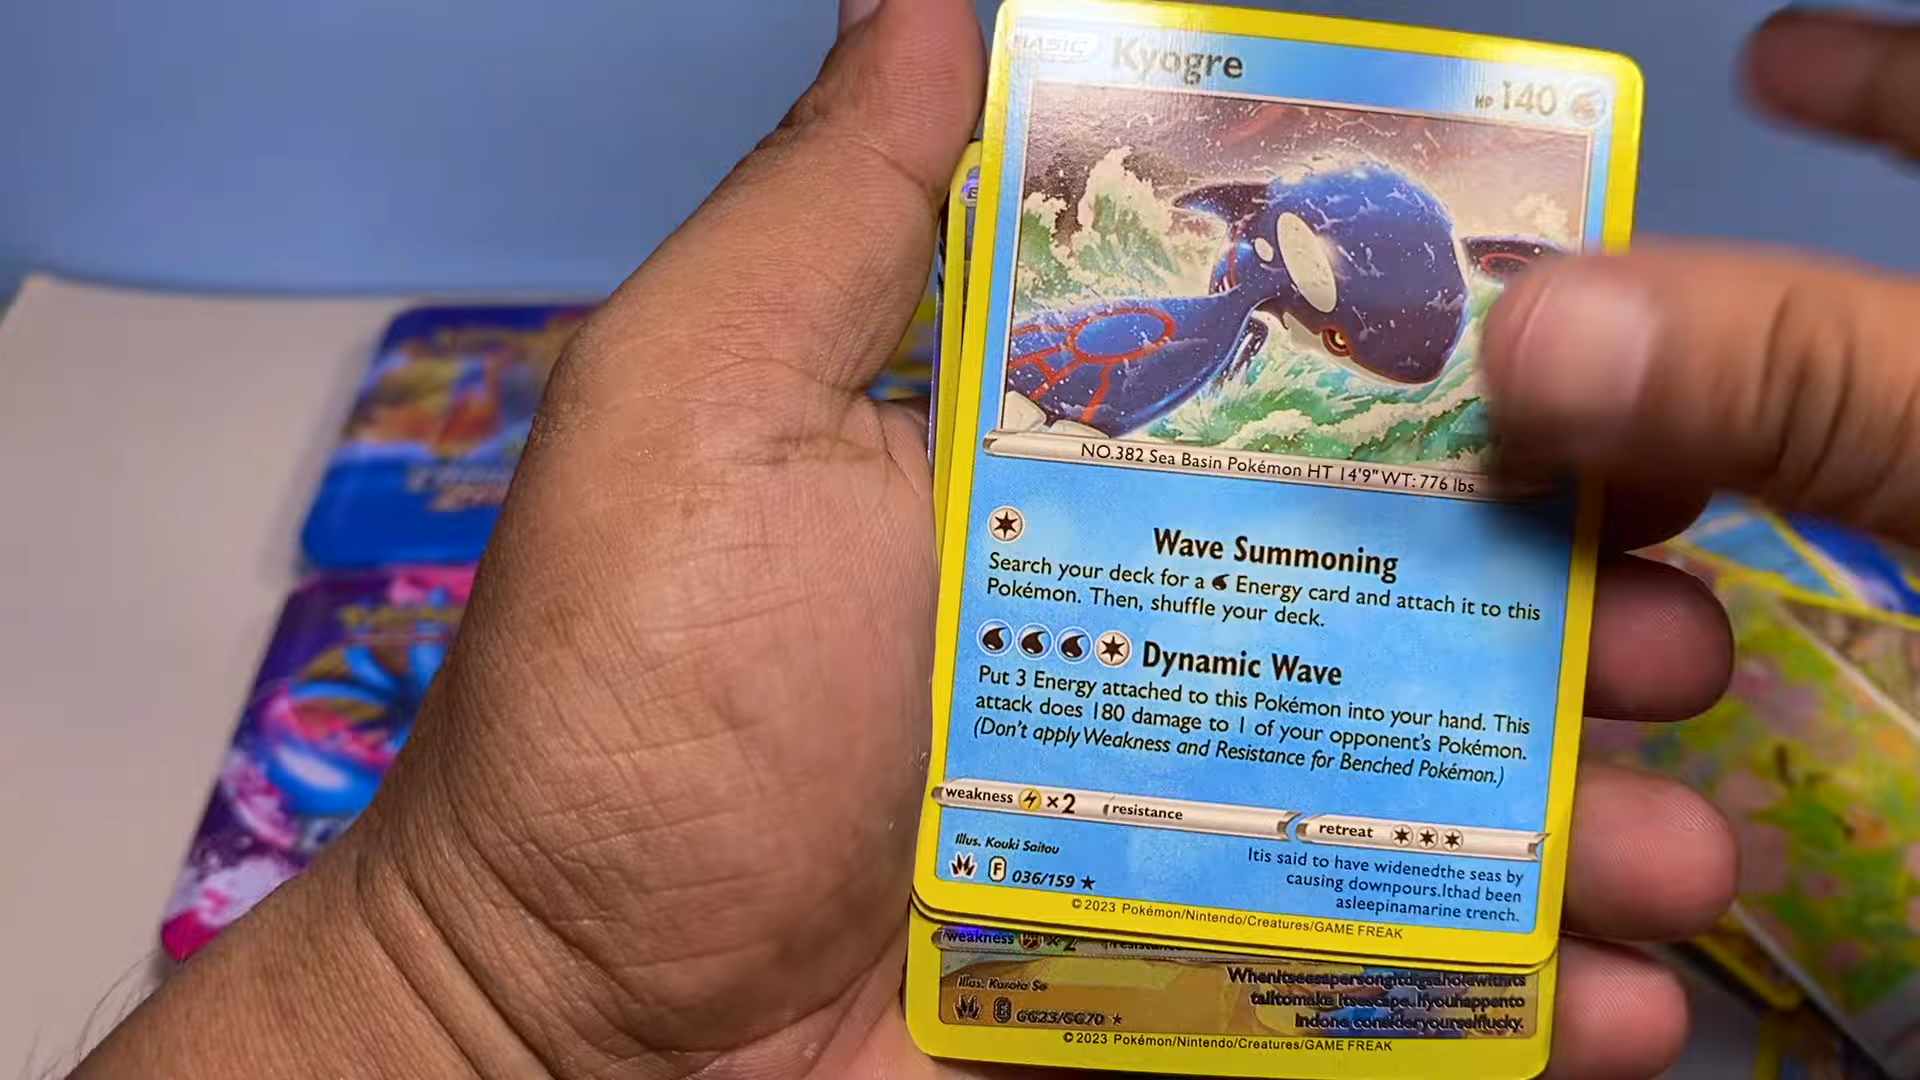 BASIC Kyogre HP 140
NO.382 Sea Basin Pokémon HT 14'9" WT: 776 lbs
Wave Summoning
Search your deck for a Energy card and attach it to this
Pokémon. Then, shuffle your deck.
Dynamic Wave
Put 3 Energy attached to this Pokémon into your hand. This
attack does 180 damage to 1 of your opponent's Pokémon.
(Don't apply Weakness and Resistance for Benched Pokémon.)
weakness ×2 resistance retreat
Illus. Kouki Saitou
F 036/159
Itis said to have widenedthe seas by
causing downpours.Ithad been
asleepinamarine trench.
©2023 Pokémon/Nintendo/Creatures/GAME FREAK
weakness × 2 resistance
GG23/GG70
©2023 Pokémon/Nintendo/Creatures/GAME FREAK